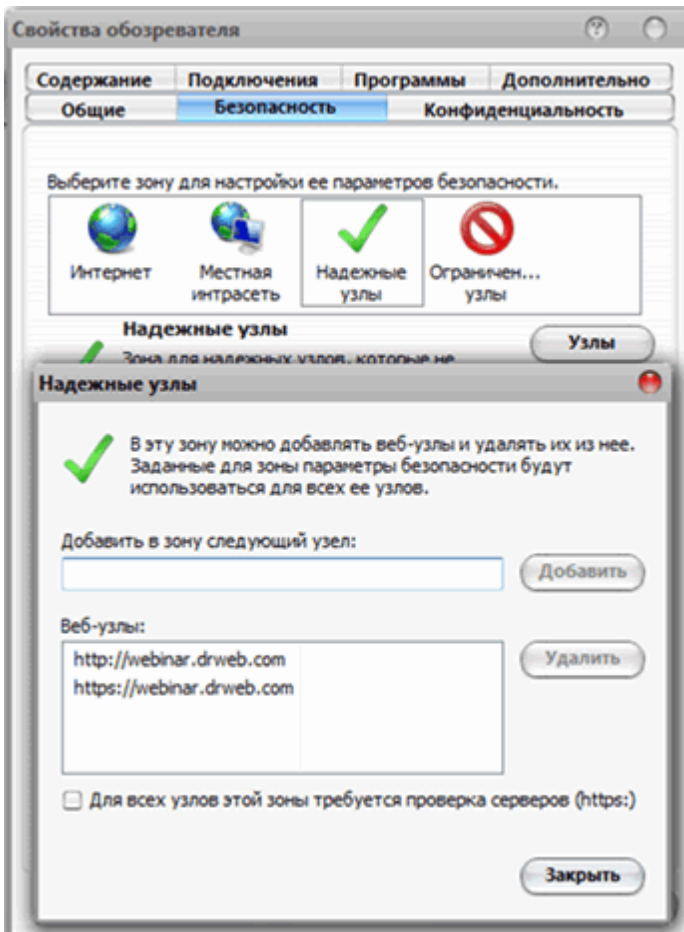 Свойства обозревателя
Содержание Подключения Программы Дополнительно
Общие Безопасность Конфиденциальность
Выберите зону для настройки ее параметров безопасности.
Интернет Местная интрасеть Надежные узлы Ограничен... узлы
Надежные узлы
Узлы
Зона для надежных узлов, которые не
Надежные узлы
В эту зону можно добавлять веб-узлы и удалять их из нее.
Заданные для зоны параметры безопасности будут
использоваться для всех ее узлов.
Добавить в зону следующий узел:
Добавить
Веб-узлы:
http://webinar.drweb.com
https://webinar.drweb.com
Удалить
Для всех узлов этой зоны требуется проверка серверов (https:)
Закрыть